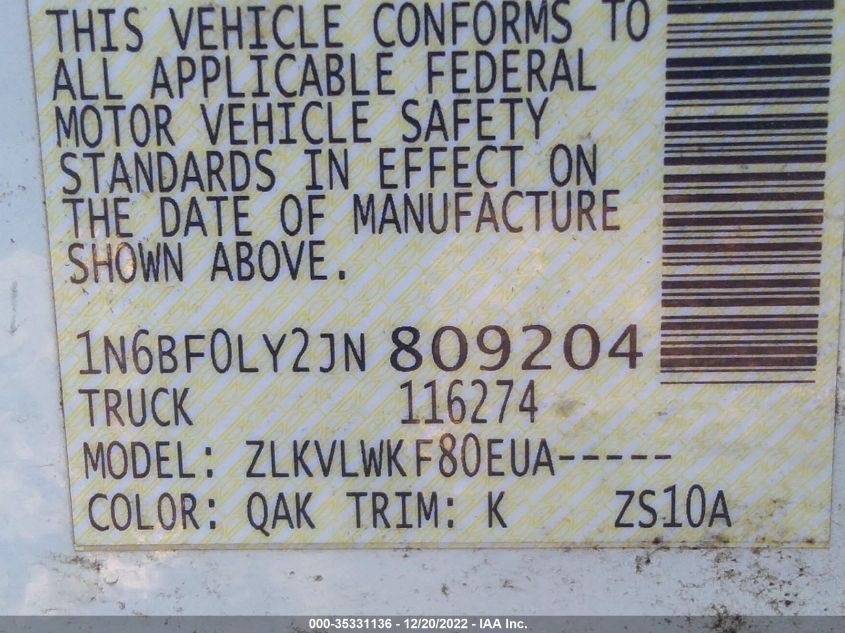 THIS VEHICLE CONFORMS TO
ALL APPLICABLE FEDERAL
MOTOR VEHICLE SAFETY
STANDARDS IN EFFECT ON
THE DATE OF MANUFACTURE
SHOWN ABOVE.
1N6BF0LY2JN 809204
TRUCK 116274
MODEL: ZLKVLWKF80EUA-----
COLOR: QAK TRIM: K ZS10A
000-35331136 - 12/20/2022 - IAA Inc.